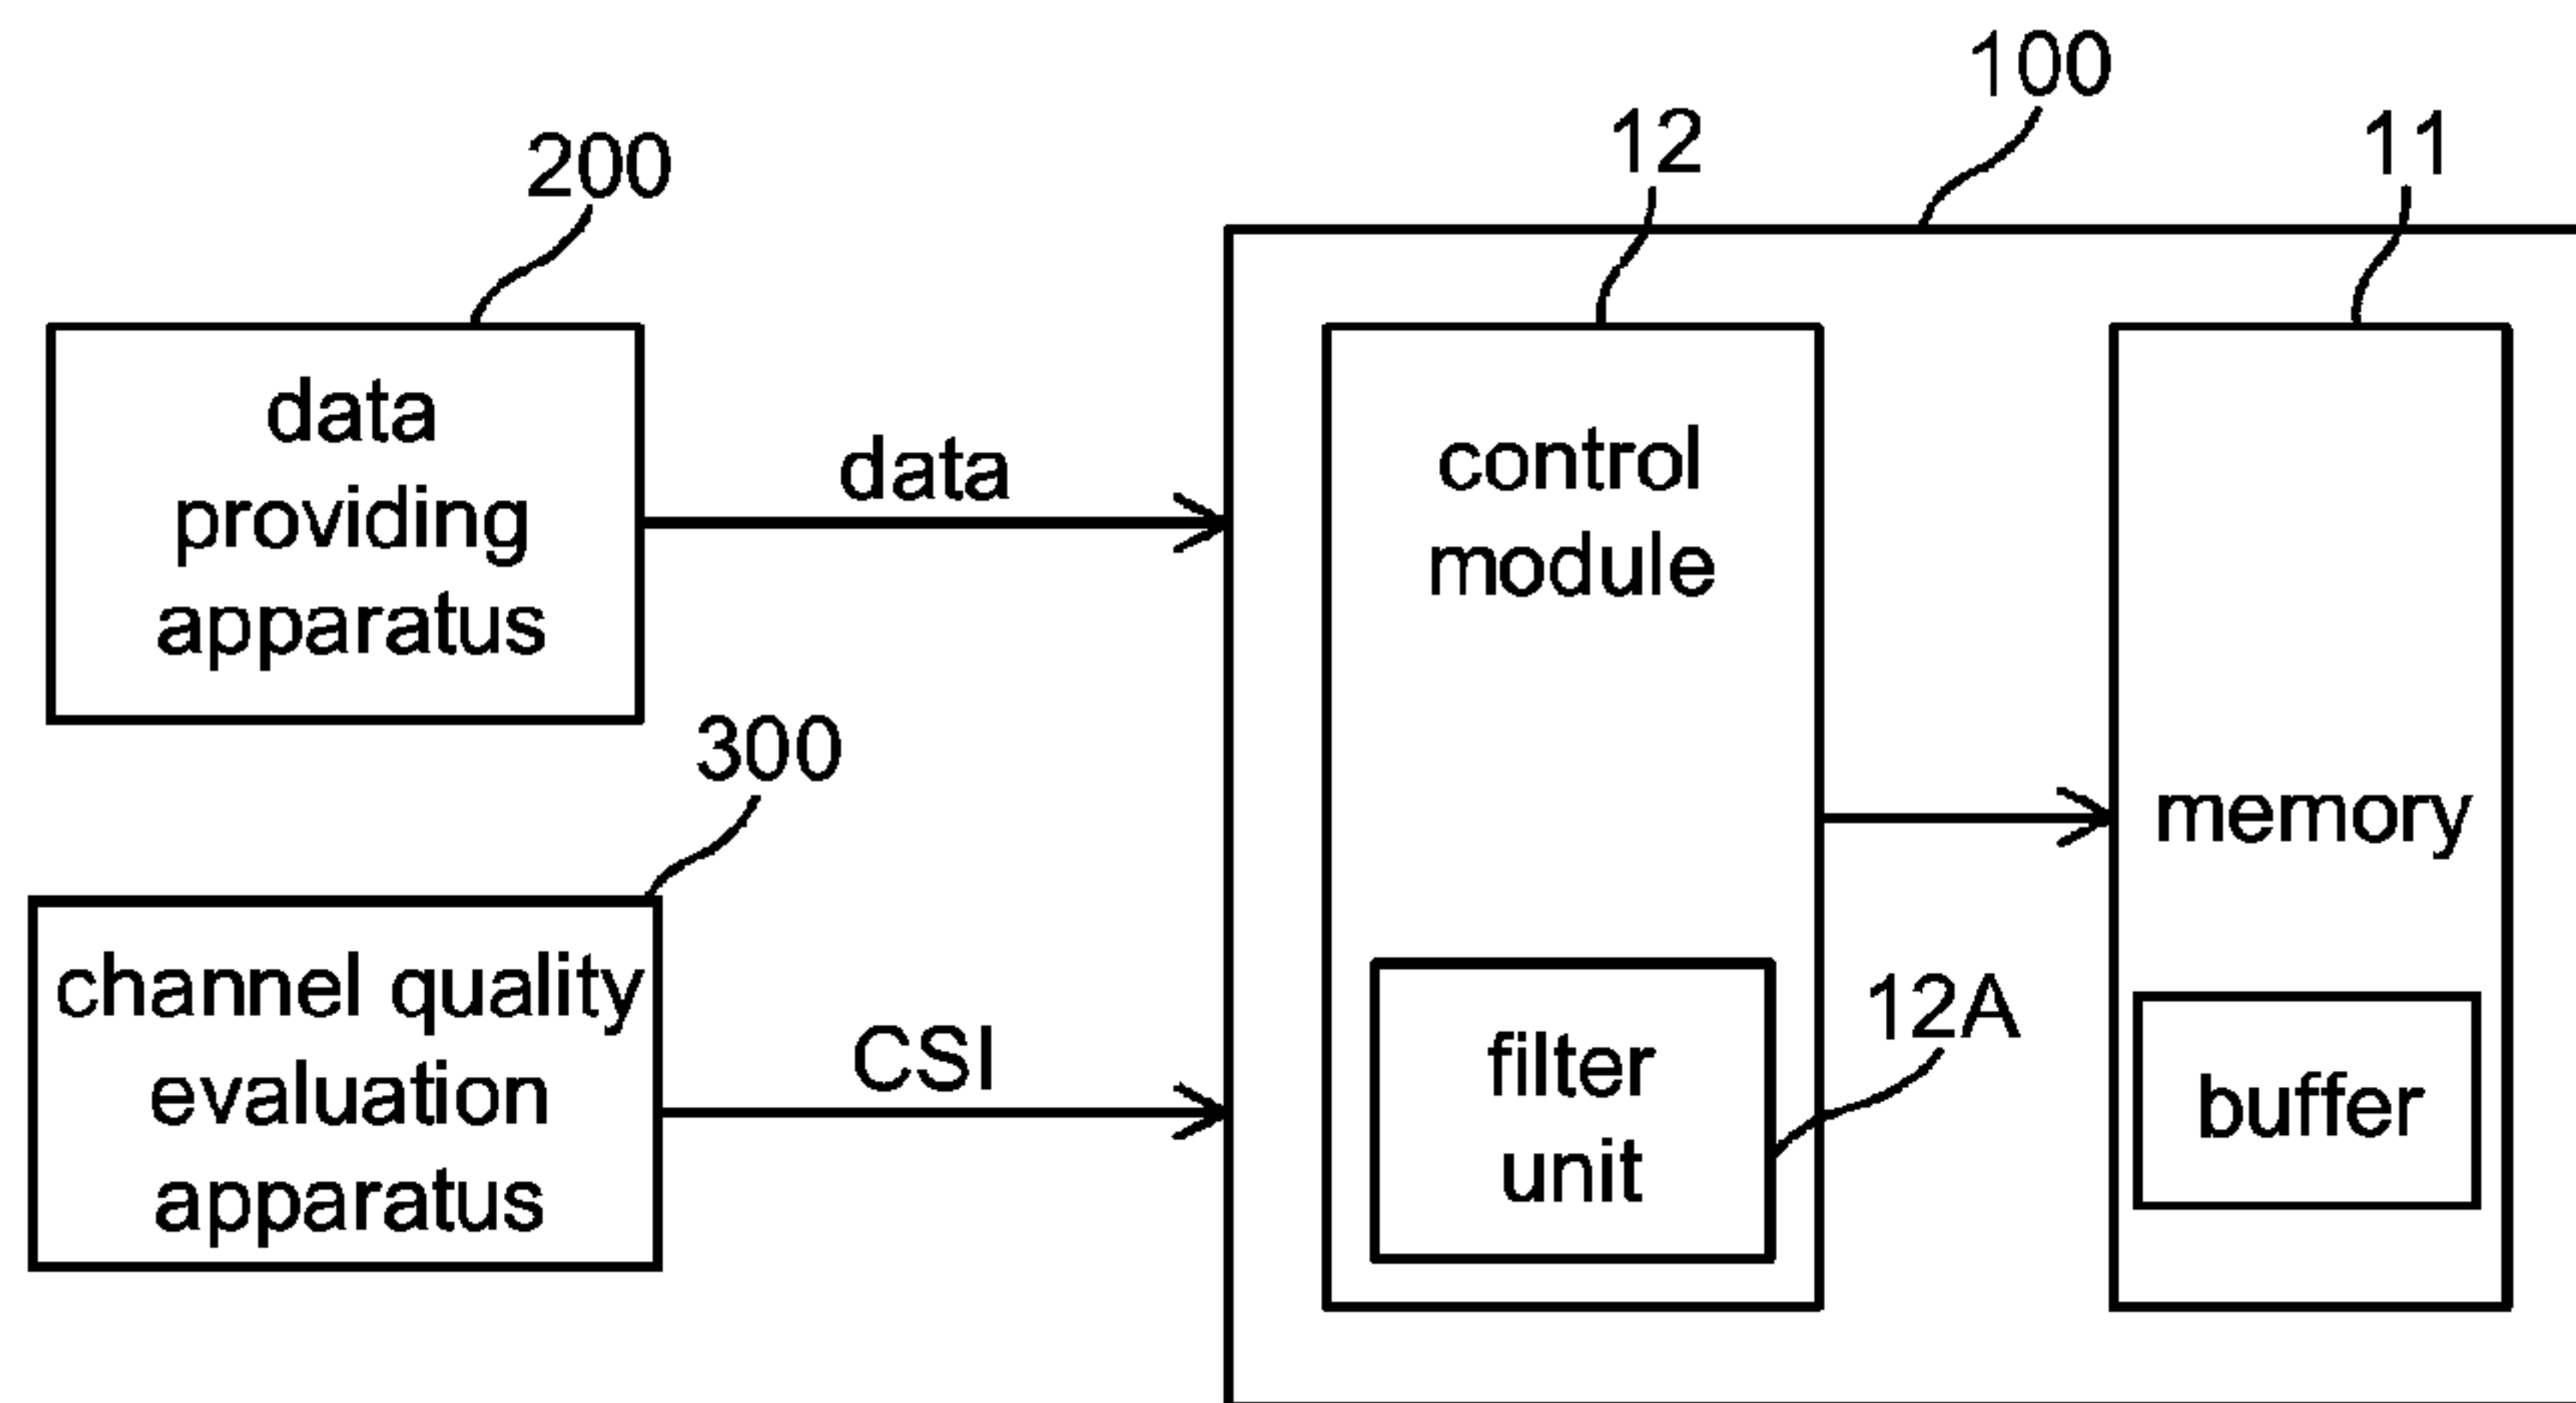 100
12
11
200
data
providing
apparatus
data
control
module
300
memory
channel quality
evaluation
apparatus
CSI
filter
unit
12A
buffer